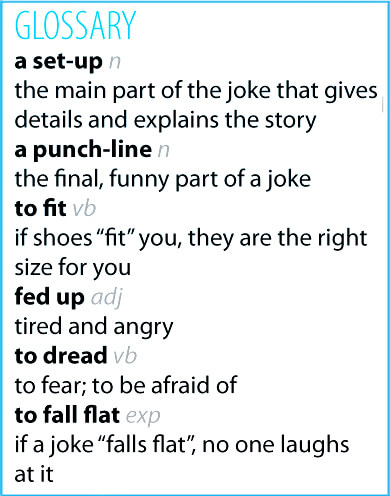 GLOSSARY
a set-up n
the main part of the joke that gives
details and explains the story
a punch-line n
the final, funny part of a joke
to fit vb
if shoes “fit” you, they are the right
size for you
fed up adj
tired and angry
to dread vb
to fear; to be afraid of
to fall flat exp
if a joke “falls flat”, no one laughs
at it